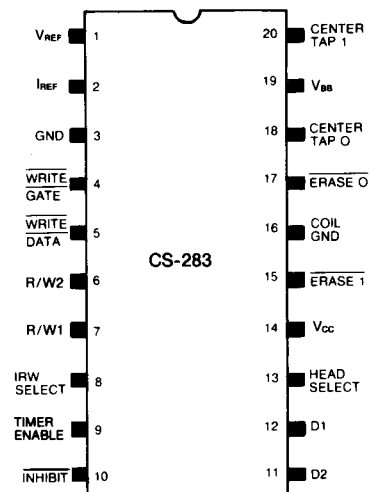 VREF 1
IREF 2
GND 3
WRITE
GATE 4
WRITE
DATA 5
R/W2 6
R/W1 7
IRW
SELECT 8
TIMER
ENABLE 9
INHIBIT 10
CS-283
20 CENTER
TAP 1
19 VBB
18 CENTER
TAP O
17 ERASE O
16 COIL
GND
15 ERASE 1
14 VCC
13 HEAD
SELECT
12 D1
11 D2